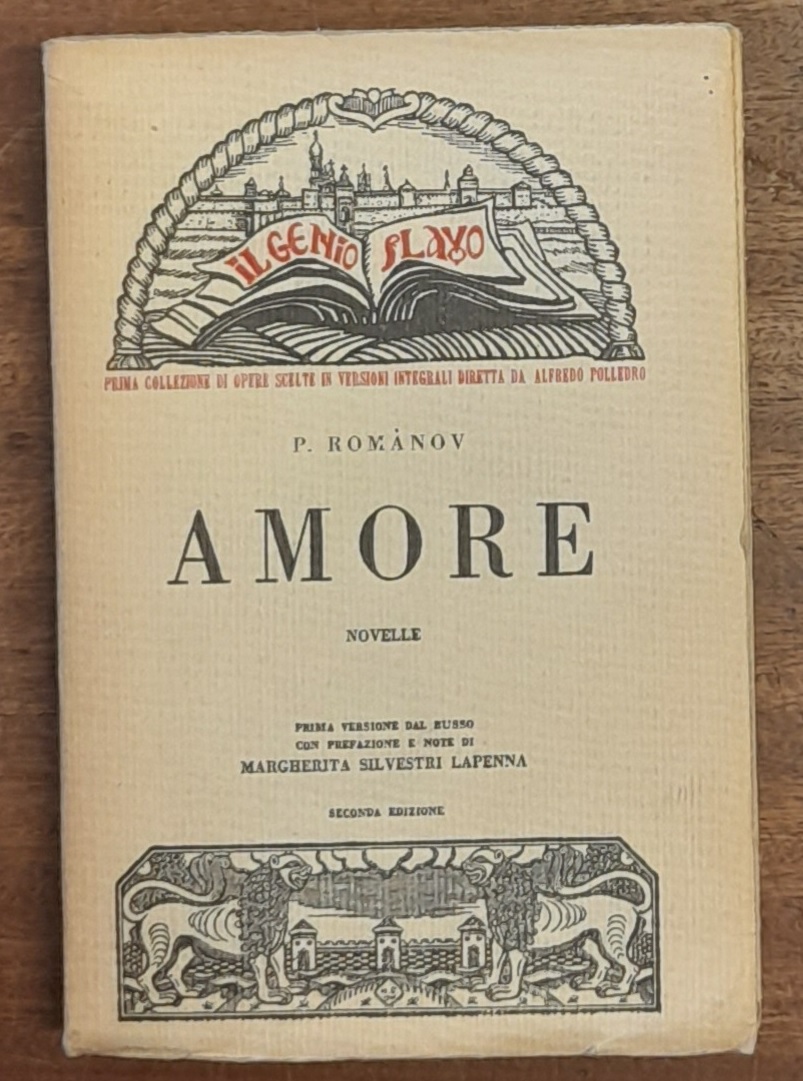 IL GENIO SLAVO
PRIMA COLLEZIONE DI OPERE SCELTE IN VERSIONI INTEGRALI DIRETTA DA ALFREDO POLLEDRO
P. ROMÀNOV
AMORE
NOVELLE
PRIMA VERSIONE DAL RUSSO
CON PREFAZIONE E NOTE DI
MARGHERITA SILVESTRI LAPENNA
SECONDA EDIZIONE